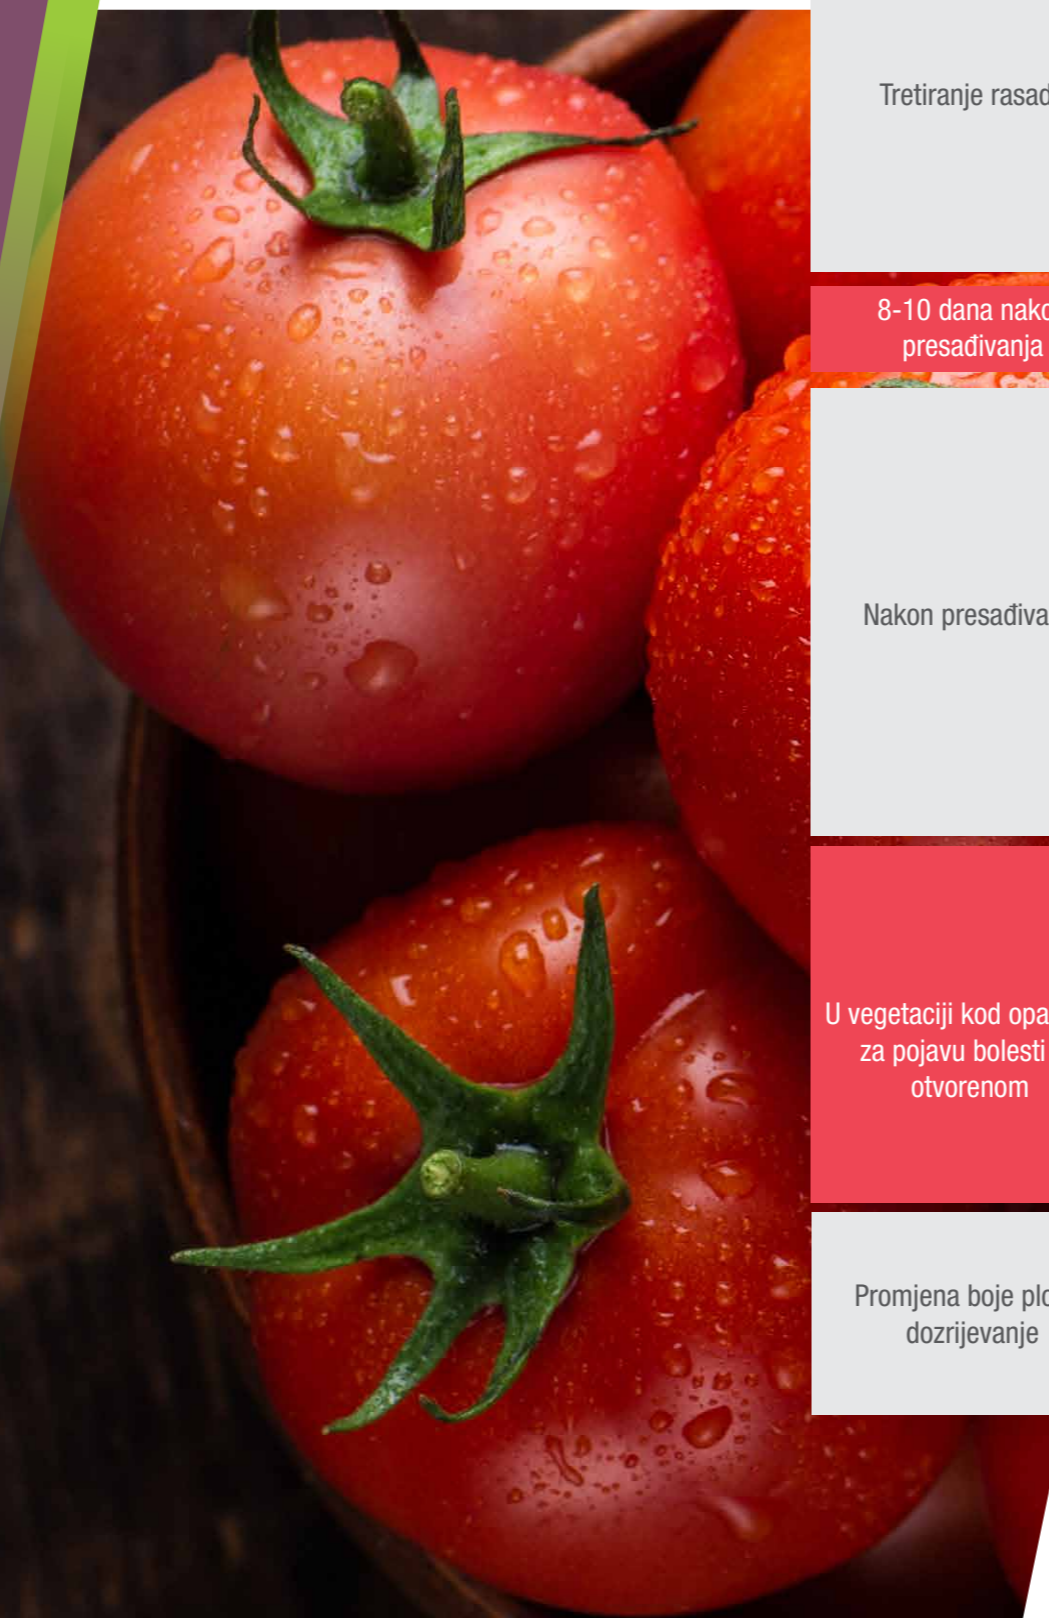 Tretiranje rasad
8-10 dana nako
presađivanja
Nakon presađiva
U vegetaciji kod opa
za pojavu bolesti
otvorenom
Promjena boje plo
dozrijevanje